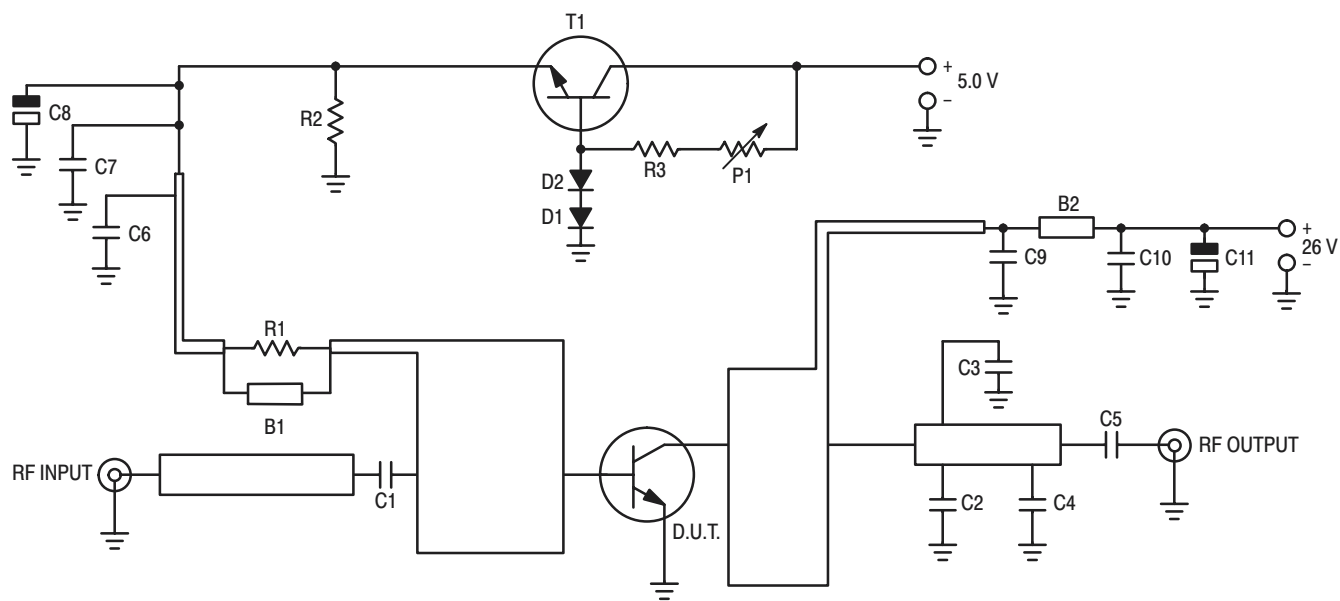 T1
+
5.0 V
−
C8
R2
C7
R3
P1
D2
D1
C6
B2
+
26 V
−
C9
C10
C11
R1
B1
C3
C5
RF INPUT
RF OUTPUT
C1
C2
C4
D.U.T.